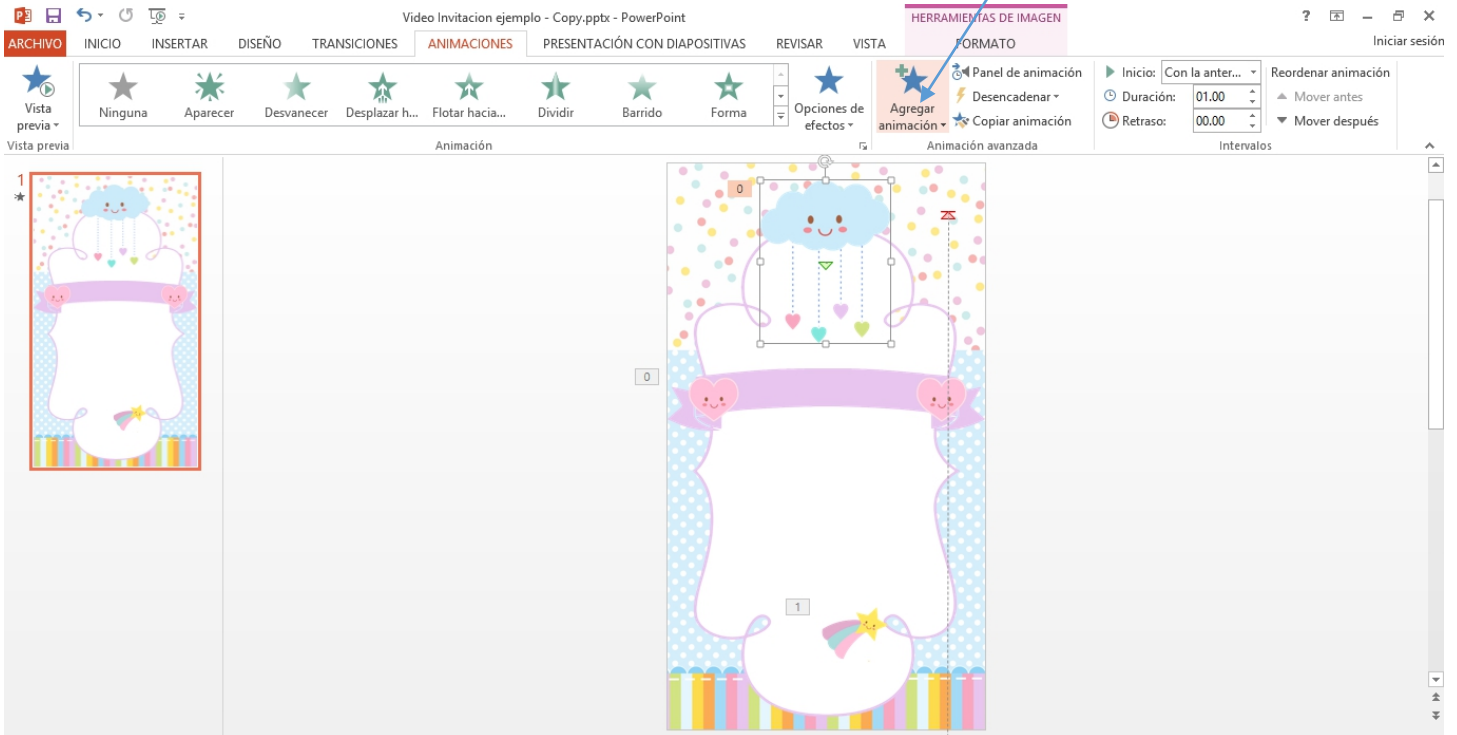 Video Invitacion ejemplo - Copy.pptx - PowerPoint
HERRAMIENTAS DE IMAGEN
?
ARCHIVO INICIO INSERTAR DISEÑO TRANSICIONES ANIMACIONES PRESENTACIÓN CON DIAPOSITIVAS REVISAR VISTA FORMATO Iniciar sesión
Vista
previa
Ninguna Aparecer Desvanecer Desplazar h... Flotar hacia... Dividir Barrido Forma
Opciones de
efectos
Agregar
animación
Panel de animación
Desencadenar
Copiar animación
Inicio: Con la anter...
Duración: 01.00
Retraso: 00.00
Reordenar animación
Mover antes
Mover después
Vista previa Animación Animación avanzada Intervalos
1
0
0
1